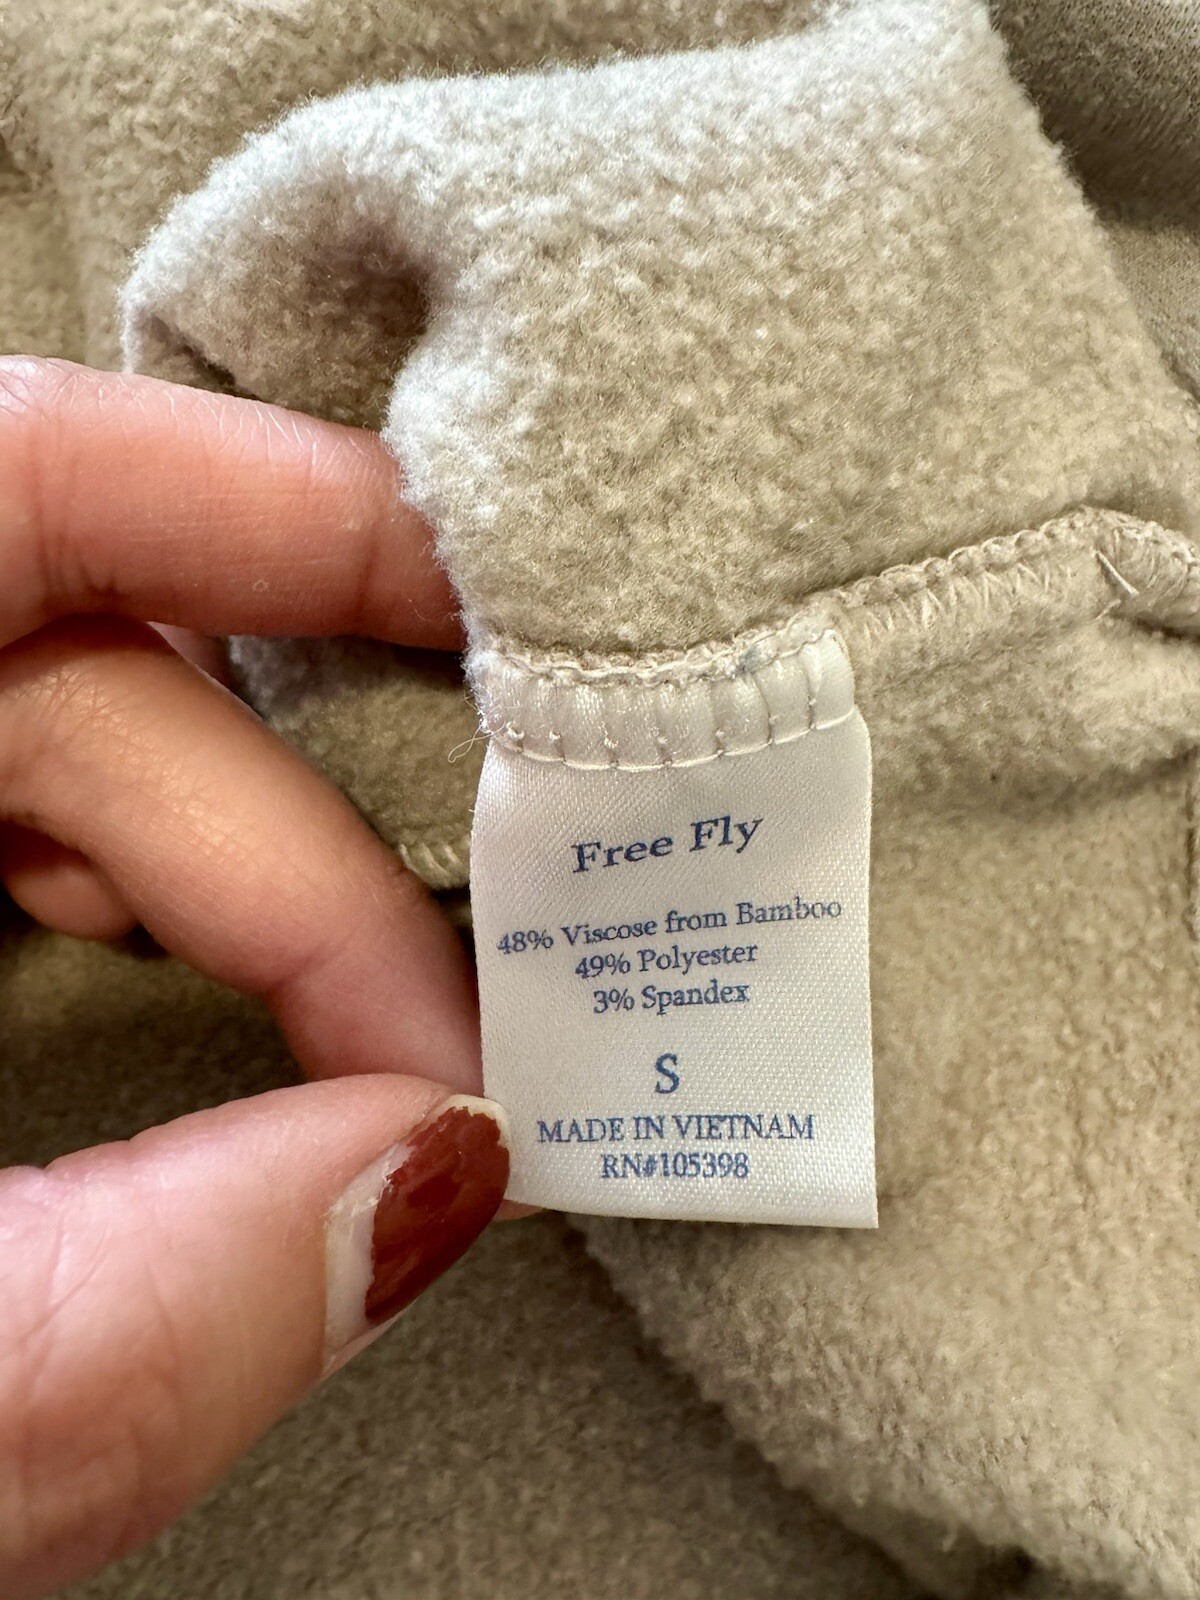 Free Fly
48% Viscose from Bamboo
49% Polyester
3% Spandex
S
MADE IN VIETNAM
RN#105398